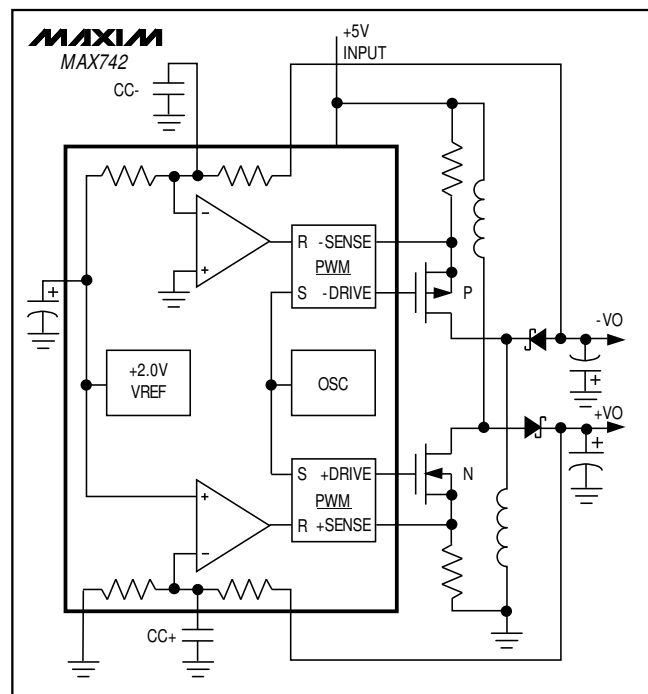 MAXIM
MAX742
+5V
INPUT
CC-
R -SENSE
PWM
S -DRIVE
P
-VO
+
+2.0V
VREF
OSC
+VO
S +DRIVE
PWM
R +SENSE
N
CC+
-
+
+
-
+
+